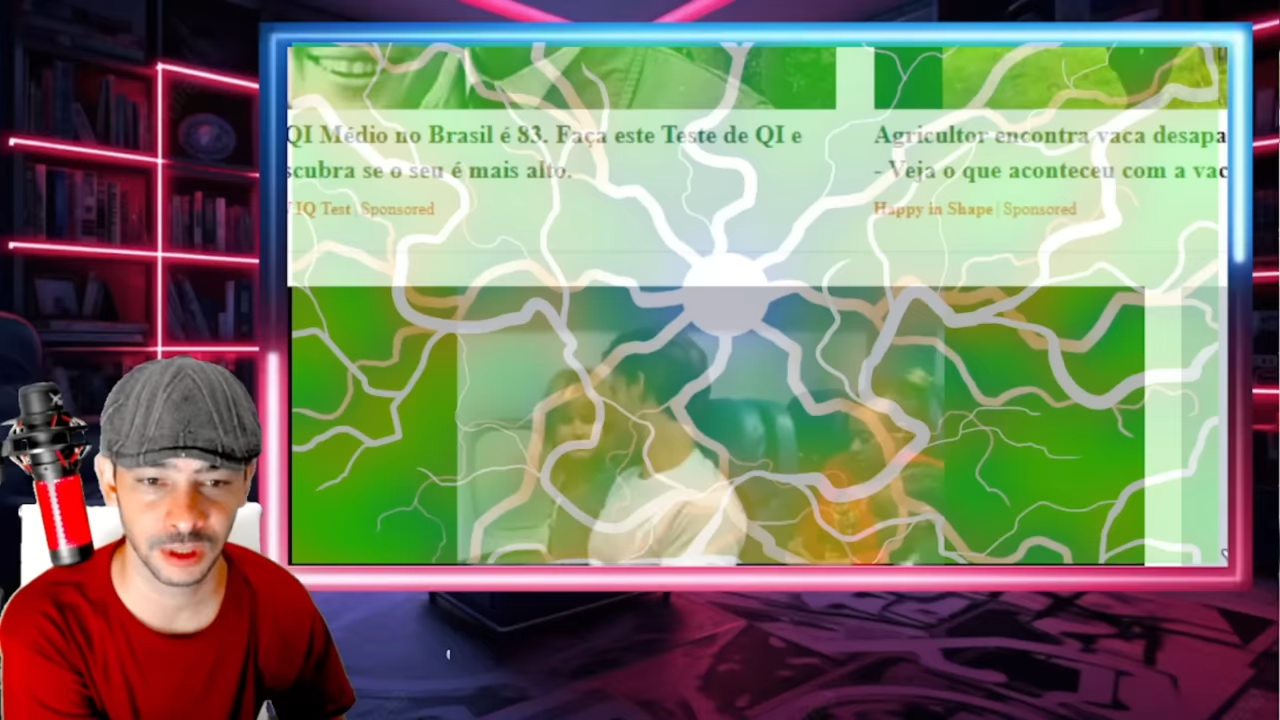 QI Médio no Brasil é 83. Faça este Teste de QI e
scubra se o seu é mais alto.
IQ Test | Sponsored
Agricultor encontra vaca desapa
- Veja o que aconteceu com a vac
Happy in Shape | Sponsored